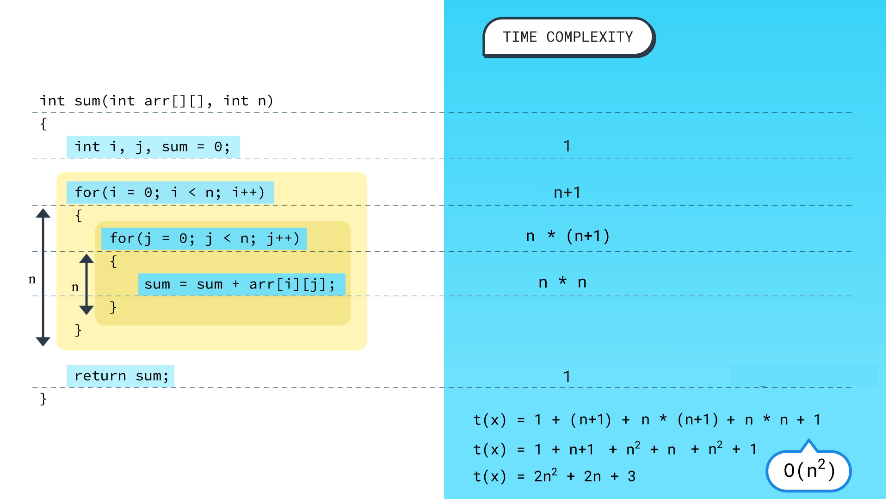 TIME COMPLEXITY
int sum(int arr[][], int n)
{
int i, j, sum = 0;
1
for(i = 0; i < n; i++)
n+1
{
for(j = 0; j < n; j++)
n * (n+1)
{
n
n
sum = sum + arr[i][j];
n * n
}
}
return sum;
1
}
t(x) = 1 + (n+1) + n * (n+1) + n * n + 1
t(x) = 1 + n+1 + n² + n + n² + 1
t(x) = 2n² + 2n + 3
O(n²)